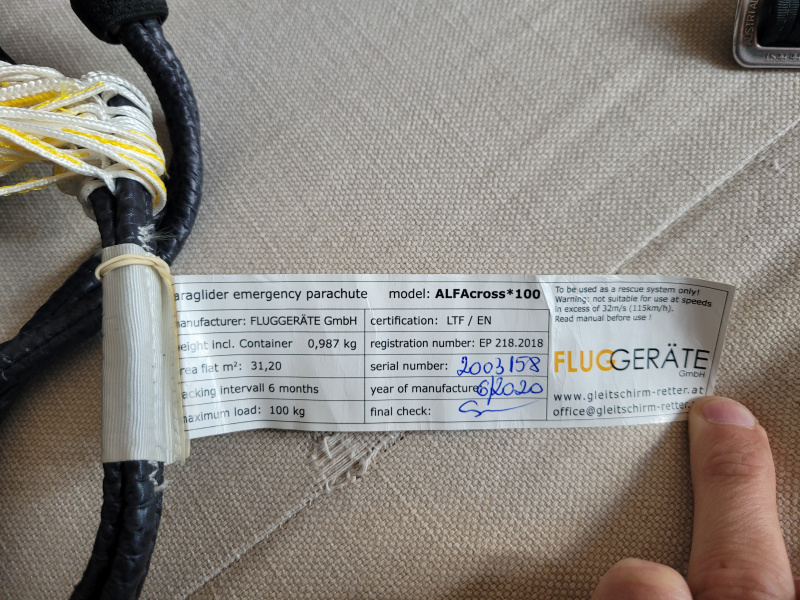 araglider emergency parachute model: ALFAcross*100
anufacturer: FLUGGERÄTE GmbH certification: LTF / EN
eight incl. Container 0,987 kg registration number: EP 218.2018
rea flat m²: 31,20 serial number: 2003158
acking intervall 6 months year of manufacture 6/2020
aximum load: 100 kg final check:
To be used as a rescue system only!
Warning: not suitable for use at speeds
in excess of 32m/s (115km/h).
Read manual before use !
FLUGGERÄTE
GmbH
www.gleitschirm-retter.at
office@gleitschirm-retter.